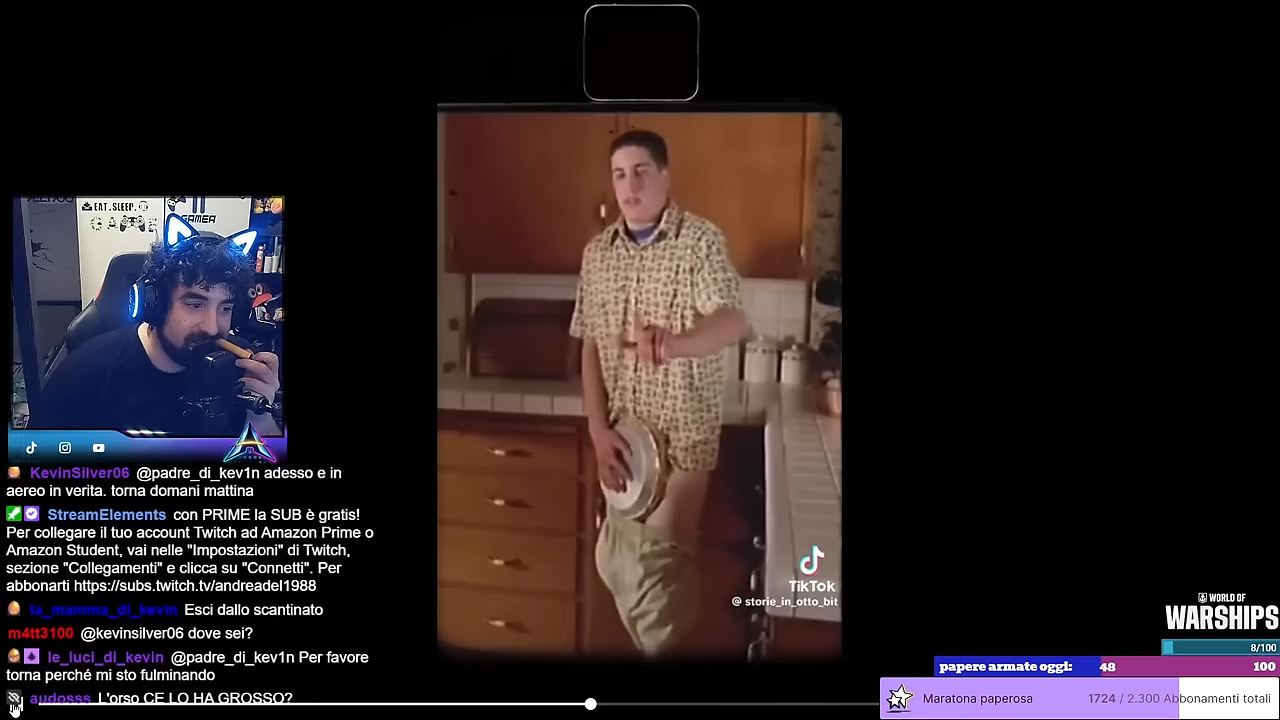 EAT.SLEEP.
GAMER
KevinSilver06 @padre_di_kev1n adesso e in
aereo in verita. torna domani mattina
StreamElements con PRIME la SUB è gratis!
Per collegare il tuo account Twitch ad Amazon Prime o
Amazon Student, vai nelle "Impostazioni" di Twitch,
sezione "Collegamenti" e clicca su "Connetti". Per
abbonarti https://subs.twitch.tv/andreadel1988
la_mamma_di_kevin Esci dallo scantinato
m4tt3100 @kevinsilver06 dove sei?
le_luci_di_kevin @padre_di_kev1n Per favore
torna perché mi sto fulminando
audosss L'orso CE LO HA GROSSO?
TikTok
@ storie_in_otto_bit
WORLD OF
WARSHIPS
8/100
papere armate oggi: 48 100
Maratona paperosa 1724 / 2.300 Abbonamenti totali